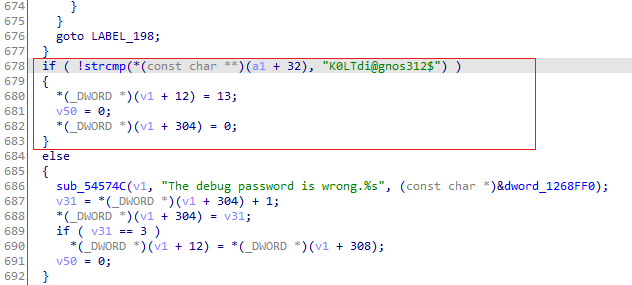 674 }
675 }
676 goto LABEL_198;
677 }
678 if ( !strcmp(*(const char **)(a1 + 32), "K0LTdi@gnos312$") )
679 {
680 *(_DWORD *)(v1 + 12) = 13;
681 v50 = 0;
682 *(_DWORD *)(v1 + 304) = 0;
683 }
684 else
685 {
686 sub_54574C(v1, "The debug password is wrong.%s", (const char *)&dword_1268FF0);
687 v31 = *(_DWORD *)(v1 + 304) + 1;
688 *(_DWORD *)(v1 + 304) = v31;
689 if ( v31 == 3 )
690 *(_DWORD *)(v1 + 12) = *(_DWORD *)(v1 + 308);
691 v50 = 0;
692 }